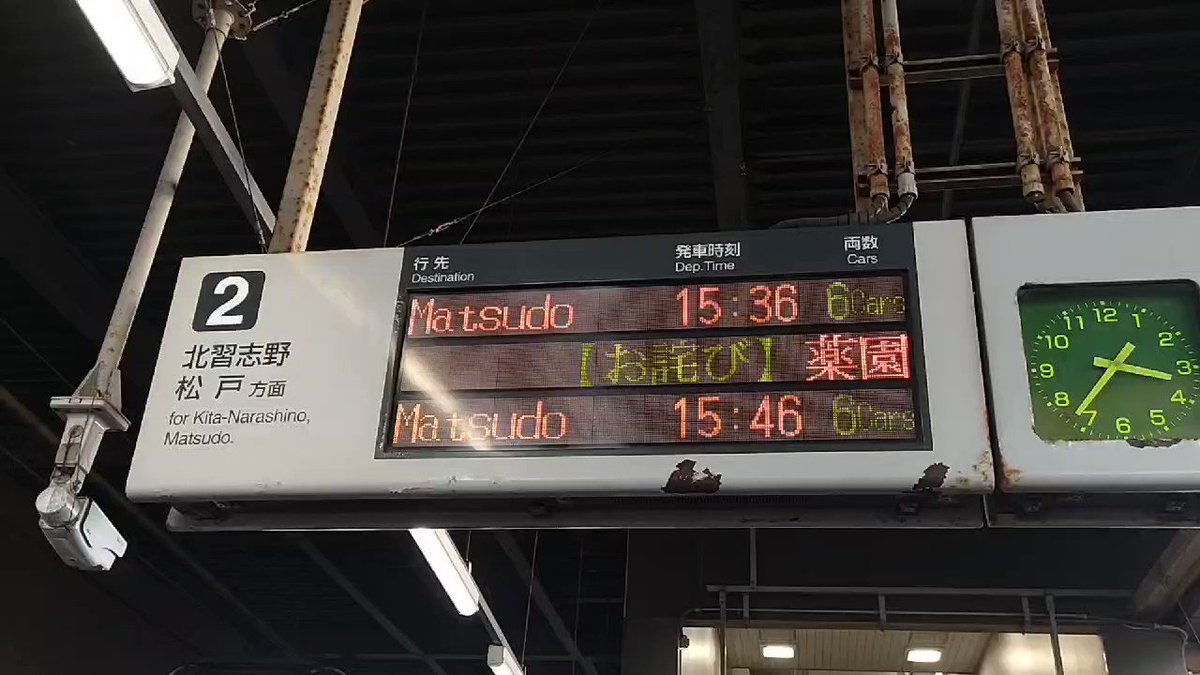 2
北習志野
松戸方面
for Kita-Narashino,
Matsudo.
行先 発車時刻 両数
Destination Dep.Time Cars
Matsudo 15:36 6Cars
【お詫び】 薬園
Matsudo 15:46 6Cars
12
1
2
3
4
5
6
7
8
9
10
11